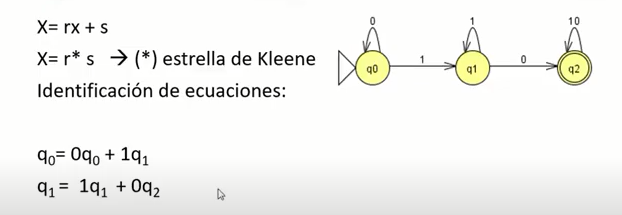 X= rx + s
X= r* s → (*) estrella de Kleene
Identificación de ecuaciones:
q₀= 0q₀ + 1q₁
q₁ = 1q₁ + 0q₂
0 1 10
q0 1 q1 0 q2